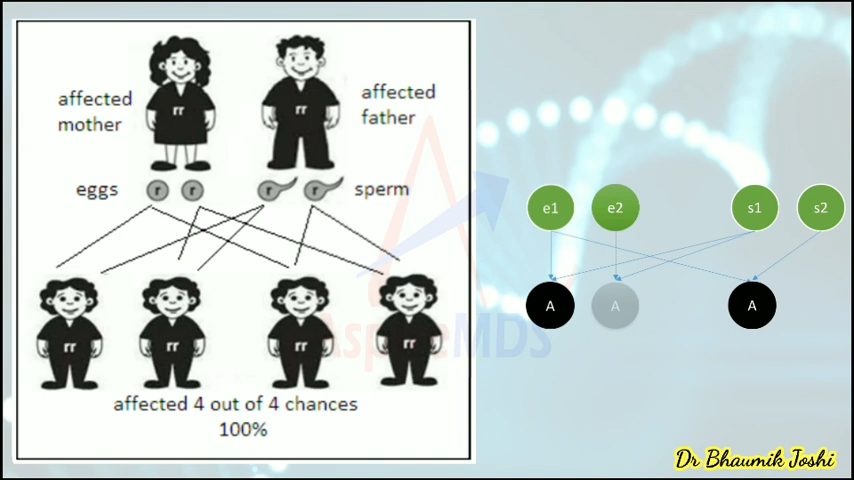 affected
mother
affected
father
rr
rr
eggs
r
r
r
r
sperm
rr
rr
rr
rr
affected 4 out of 4 chances
100%
e1
e2
s1
s2
A
A
A
AspireMDS
Dr Bhaumik Joshi